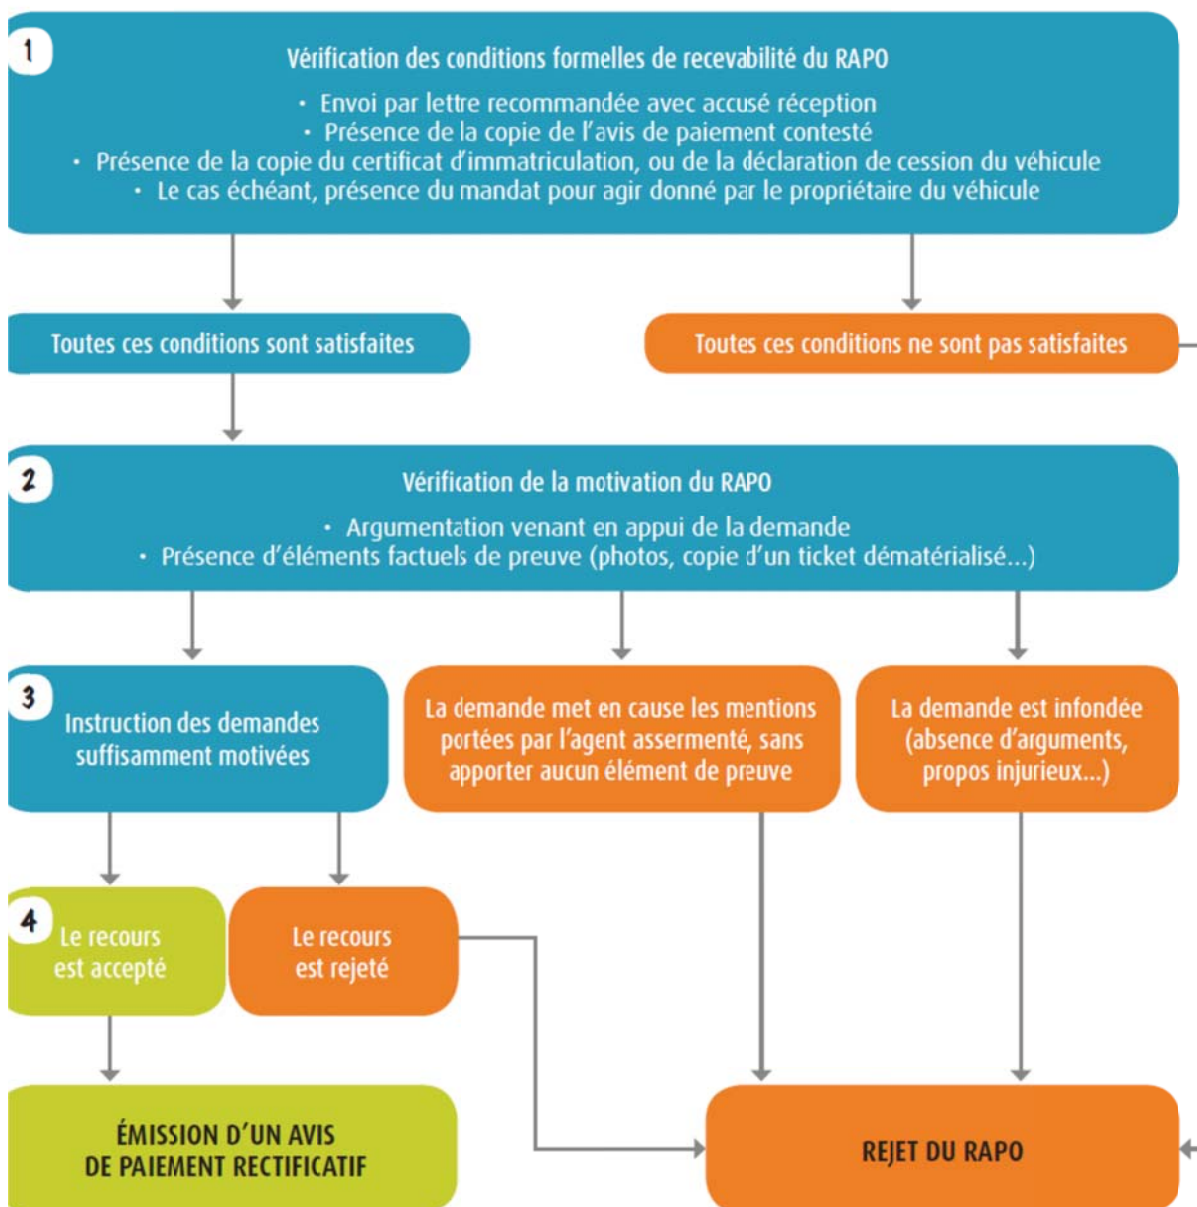 1
Vérification des conditions formelles de recevabilité du RAPO
• Envoi par lettre recommandée avec accusé réception
• Présence de la copie de l'avis de paiement contesté
• Présence de la copie du certificat d'immatriculation, ou de la déclaration de cession du véhicule
• Le cas échéant, présence du mandat pour agir donné par le propriétaire du véhicule
Toutes ces conditions sont satisfaites
Toutes ces conditions ne sont pas satisfaites
2
Vérification de la motivation du RAPO
• Argumentation venant en appui de la demande
• Présence d'éléments factuels de preuve (photos, copie d'un ticket dématérialisé...)
3
Instruction des demandes
suffisamment motivées
La demande met en cause les mentions
portées par l'agent assermenté, sans
apporter aucun élément de preuve
La demande est infondée
(absence d'arguments,
propos injurieux...)
4
Le recours
est accepté
Le recours
est rejeté
ÉMISSION D'UN AVIS
DE PAIEMENT RECTIFICATIF
REJET DU RAPO